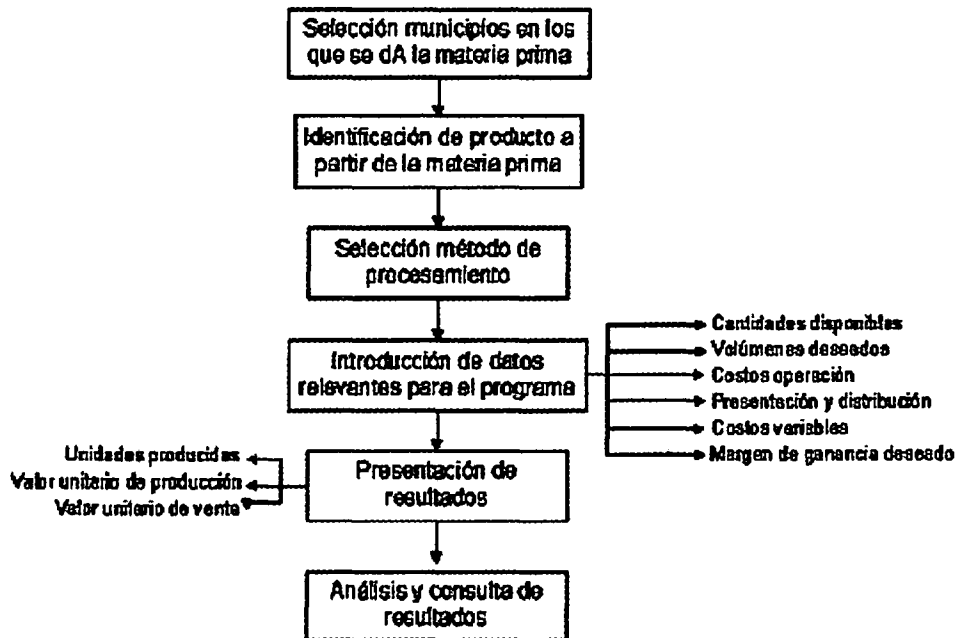 Selección municipios en los
que se dA la materia prima
Identificación de producto a
partir de la materia prima
Selección método de
procesamiento
Introducción de datos
relevantes para el programa
Cantidades disponibles
Volúmenes deseados
Costos operación
Presentación y distribución
Costos variables
Margen de ganancia deseado
Presentación de
resultados
Unidades producidas
Valor unitario de producción
Valor unitario de venta
Análisis y consulta de
resultados